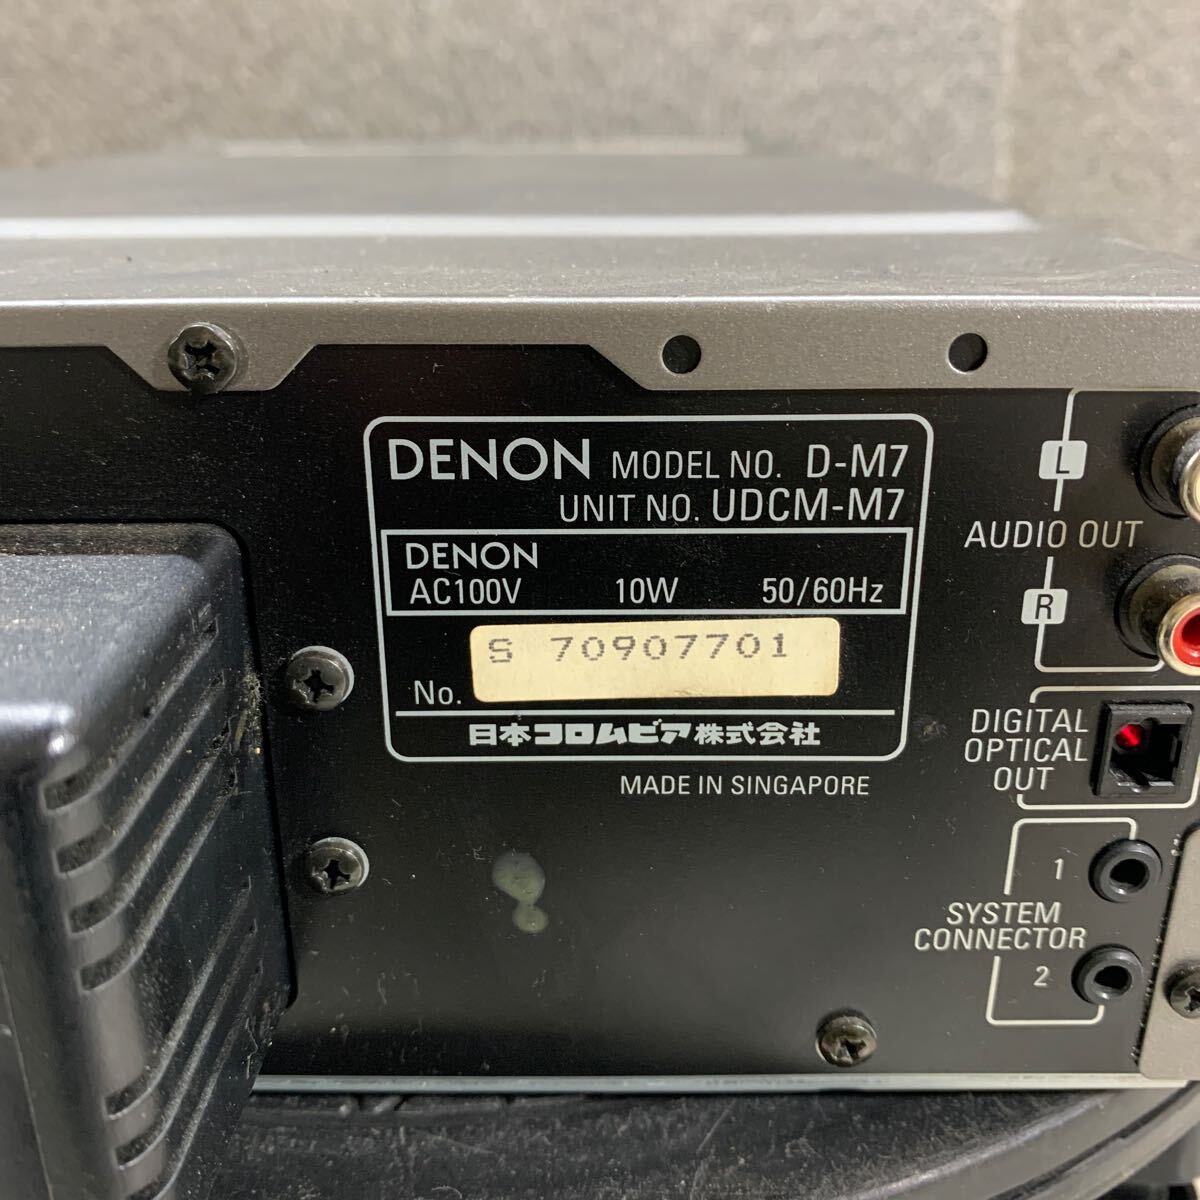 DENON MODEL NO. D-M7
UNIT NO. UDCM-M7
DENON
AC100V 10W 50/60Hz
No. S 70907701
日本コロムビア株式会社
MADE IN SINGAPORE
L
AUDIO OUT
R
DIGITAL
OPTICAL
OUT
1
SYSTEM
CONNECTOR
2